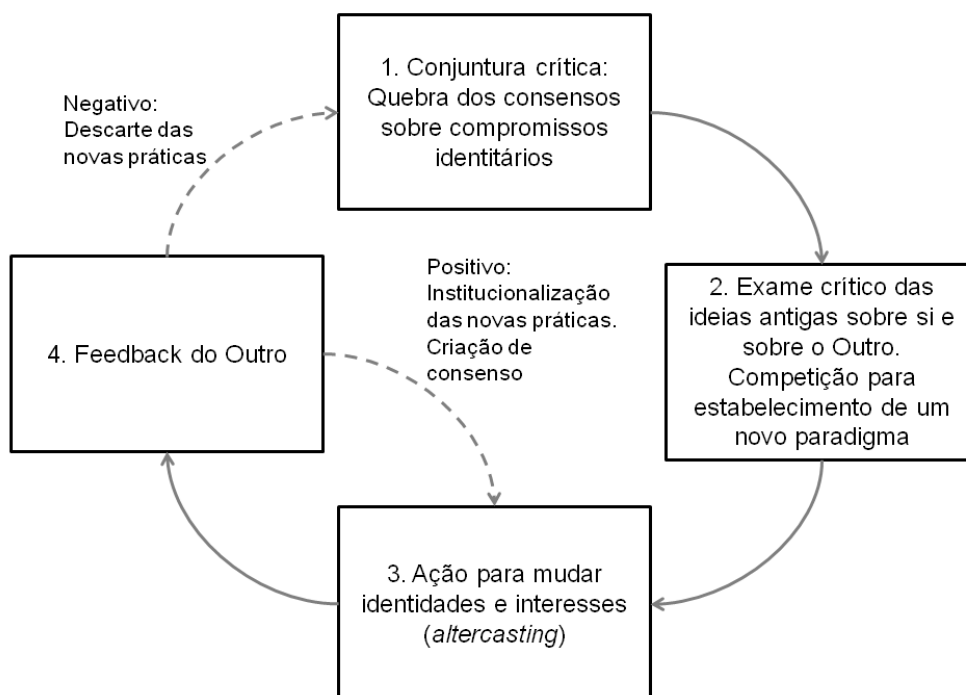 1. Conjuntura crítica:
Quebra dos consensos
sobre compromissos
identitários
Negativo:
Descarte das
novas práticas
2. Exame crítico das
ideias antigas sobre si e
sobre o Outro.
Competição para
estabelecimento de um
novo paradigma
Positivo:
Institucionalização
das novas práticas.
Criação de
consenso
4. Feedback do Outro
3. Ação para mudar
identidades e interesses
(altercasting)